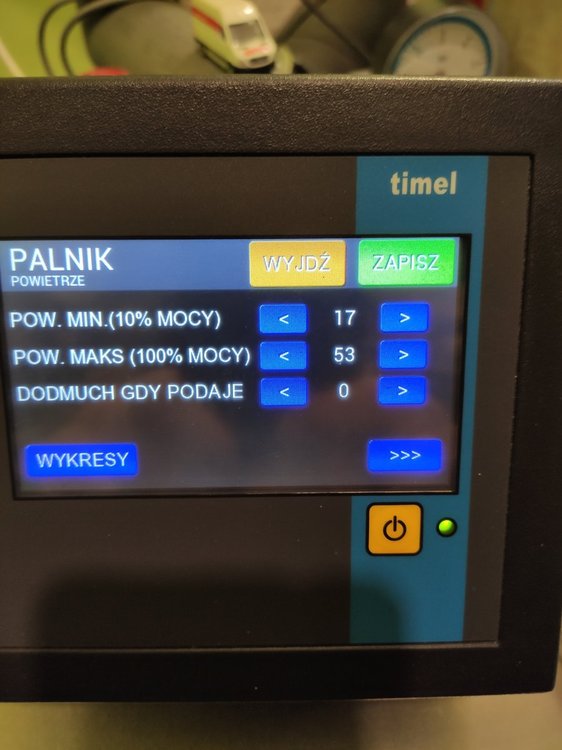 timel
PALNIK
POWIETRZE
WYJDŹ
ZAPISZ
POW. MIN.(10% MOCY) < 17 >
POW. MAKS (100% MOCY) < 53 >
DODMUCH GDY PODAJE < 0 >
WYKRESY >>>